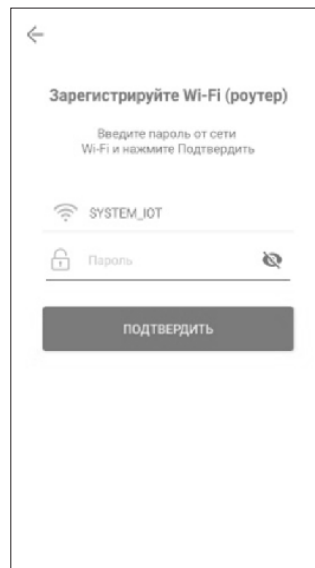 Зарегистрируйте Wi-Fi (роутер)
Введите пароль от сети
Wi-Fi и нажмите Подтвердить
SYSTEM_IOT
Пароль
ПОДТВЕРДИТЬ